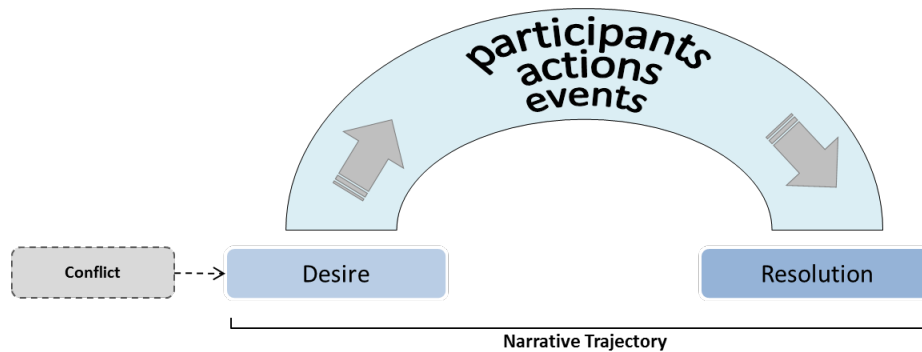 participants
actions
events
Conflict
Desire
Resolution
Narrative Trajectory